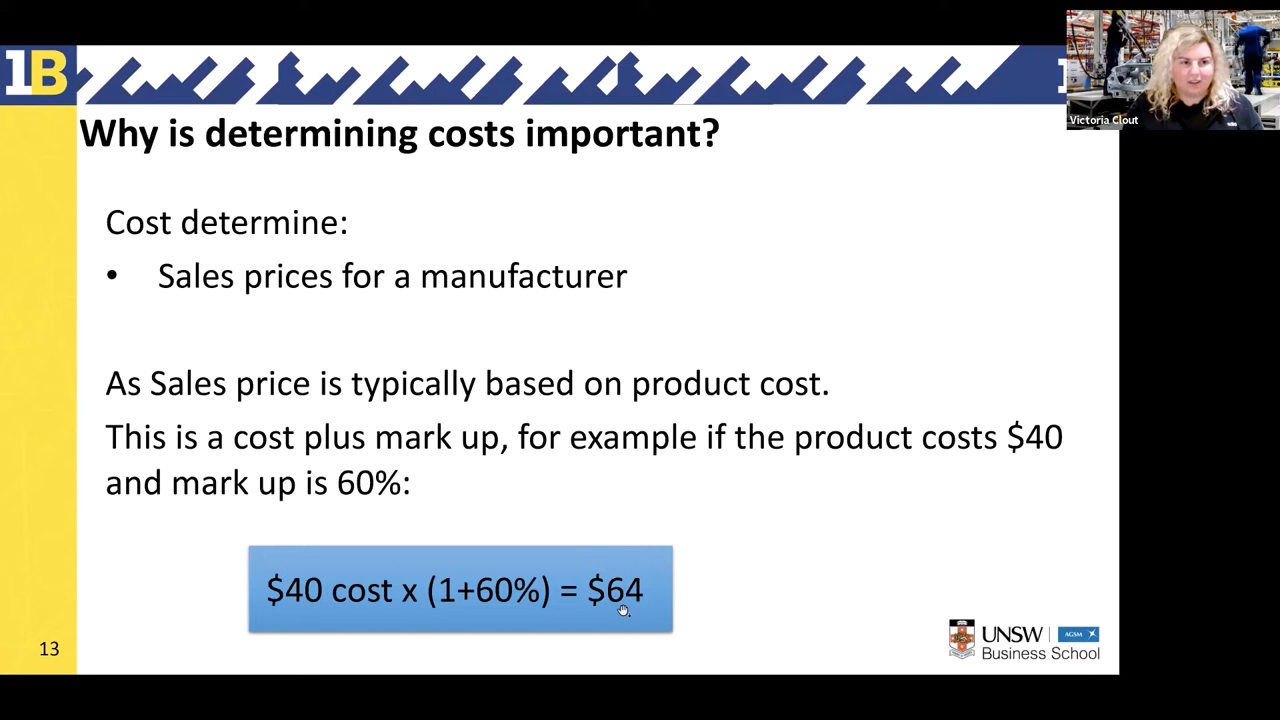 1B
Victoria Clout
Why is determining costs important?
Cost determine:
• Sales prices for a manufacturer
As Sales price is typically based on product cost.
This is a cost plus mark up, for example if the product costs $40
and mark up is 60%:
$40 cost x (1+60%) = $64
13
UNSW AGSM
Business School